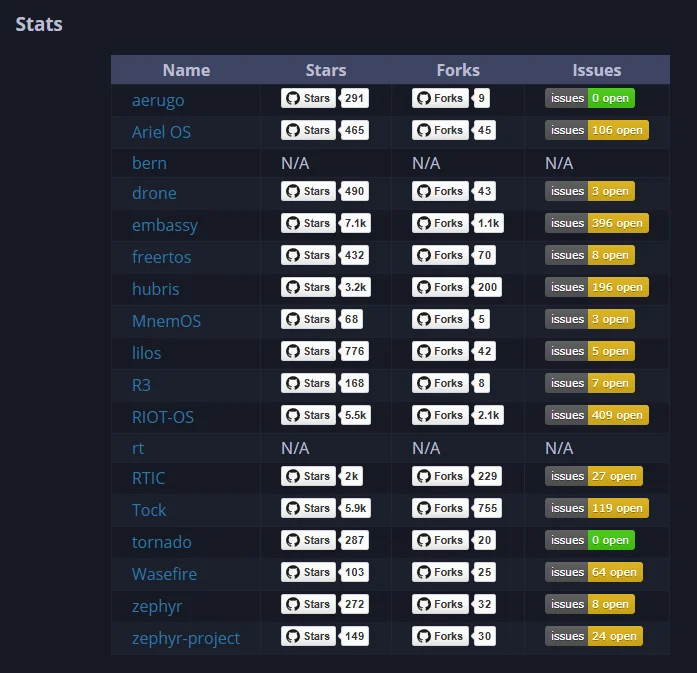 Stats
Name Stars Forks Issues
aerugo Stars 291 Forks 9 issues 0 open
Ariel OS Stars 465 Forks 45 issues 106 open
bern N/A N/A N/A
drone Stars 490 Forks 43 issues 3 open
embassy Stars 7.1k Forks 1.1k issues 396 open
freertos Stars 432 Forks 70 issues 8 open
hubris Stars 3.2k Forks 200 issues 196 open
MnemOS Stars 68 Forks 5 issues 3 open
lilos Stars 776 Forks 42 issues 5 open
R3 Stars 168 Forks 8 issues 7 open
RIOT-OS Stars 5.5k Forks 2.1k issues 409 open
rt N/A N/A N/A
RTIC Stars 2k Forks 229 issues 27 open
Tock Stars 5.9k Forks 755 issues 119 open
tornado Stars 287 Forks 20 issues 0 open
Wasefire Stars 103 Forks 25 issues 64 open
zephyr Stars 272 Forks 32 issues 8 open
zephyr-project Stars 149 Forks 30 issues 24 open